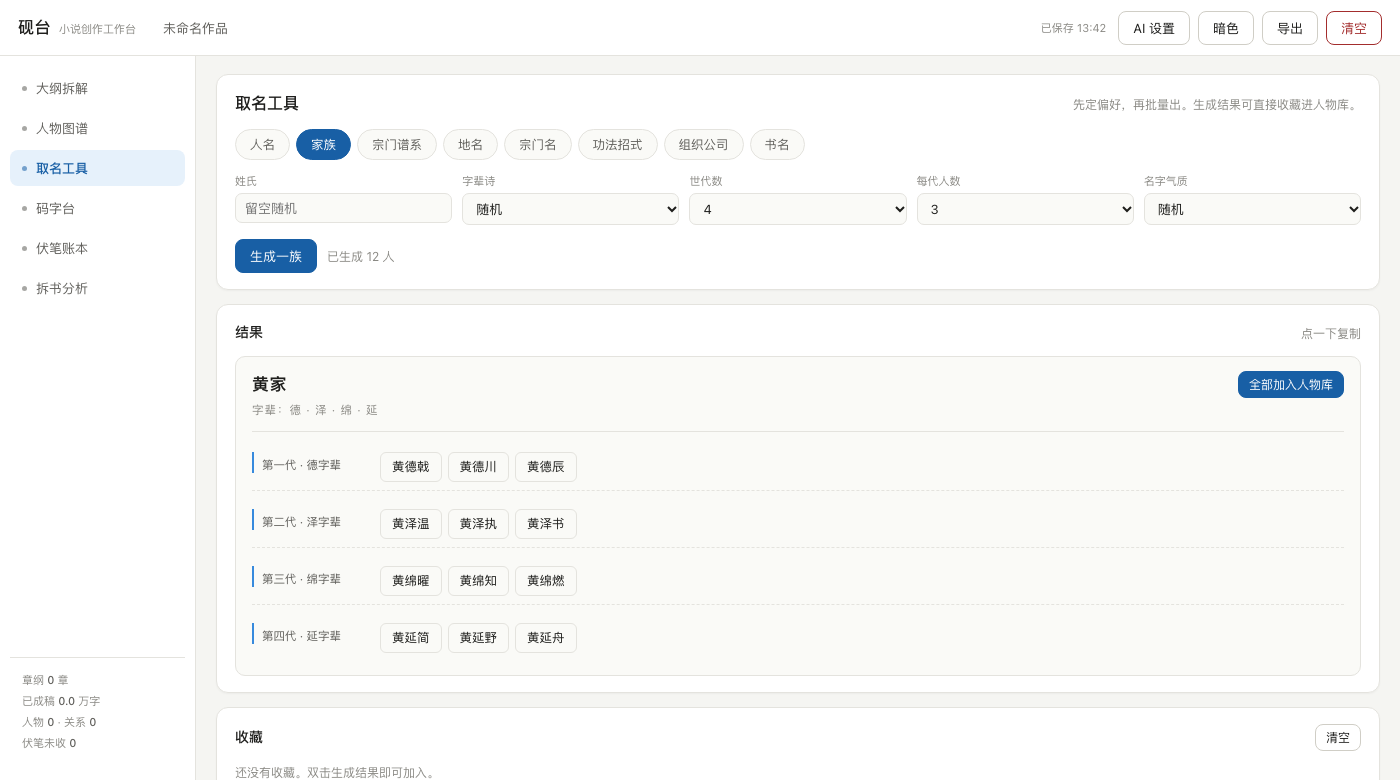 砚台 小说创作工作台 未命名作品 已保存 13:42 AI 设置 暗色 导出 清空
大纲拆解
人物图谱
取名工具
码字台
伏笔账本
拆书分析
章纲 0 章
已成稿 0.0 万字
人物 0 · 关系 0
伏笔未收 0
取名工具 先定偏好，再批量出。生成结果可直接收藏进人物库。
人名 家族 宗门谱系 地名 宗门名 功法招式 组织公司 书名
姓氏 字辈诗 世代数 每代人数 名字气质
留空随机 随机 4 3 随机
生成一族 已生成 12 人
结果 点一下复制
黄家 全部加入人物库
字辈：德 · 泽 · 绵 · 延
第一代 · 德字辈 黄德戟 黄德川 黄德辰
第二代 · 泽字辈 黄泽温 黄泽执 黄泽书
第三代 · 绵字辈 黄绵曜 黄绵知 黄绵燃
第四代 · 延字辈 黄延简 黄延野 黄延舟
收藏 清空
还没有收藏。双击生成结果即可加入。